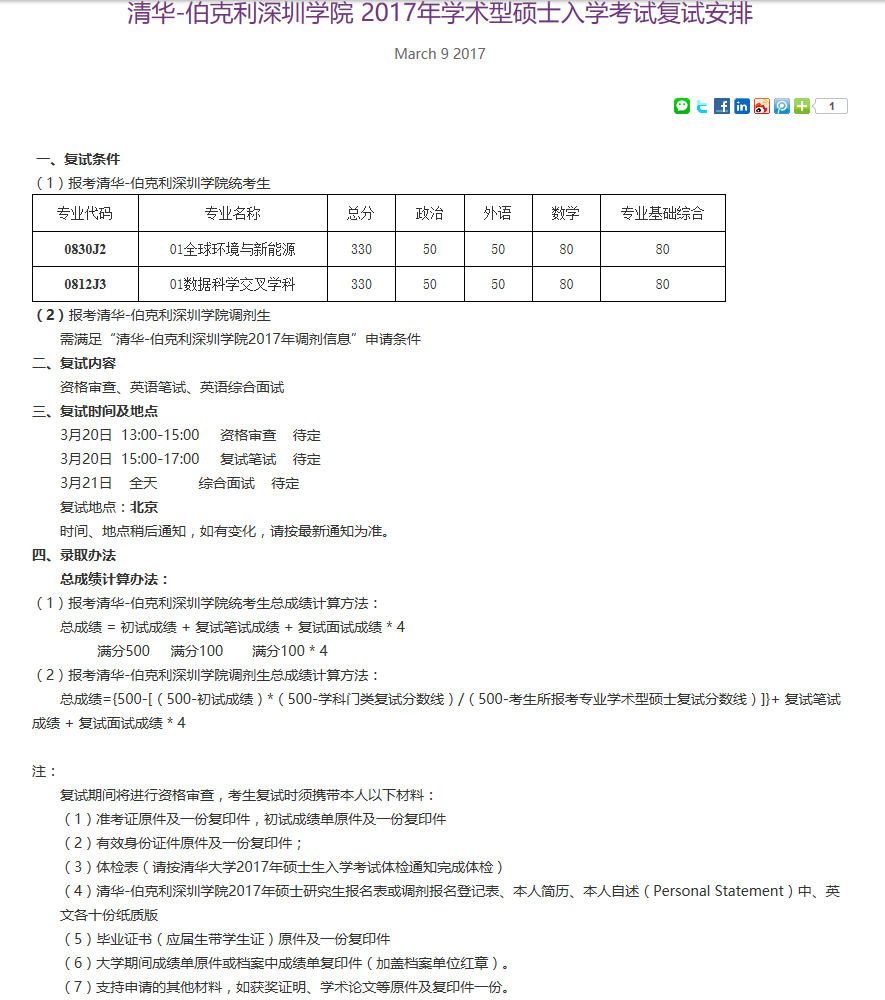 清华-伯克利深圳学院 2017年学术型硕士入学考试复试安排
March 9 2017
1
一、复试条件
（1）报考清华-伯克利深圳学院统考生
专业代码 专业名称 总分 政治 外语 数学 专业基础综合
0830J2 01全球环境与新能源 330 50 50 80 80
0812J3 01数据科学交叉学科 330 50 50 80 80
（2）报考清华-伯克利深圳学院调剂生
需满足“清华-伯克利深圳学院2017年调剂信息”申请条件
二、复试内容
资格审查、英语笔试、英语综合面试
三、复试时间及地点
3月20日 13:00-15:00 资格审查 待定
3月20日 15:00-17:00 复试笔试 待定
3月21日 全天 综合面试 待定
复试地点：北京
时间、地点稍后通知，如有变化，请按最新通知为准。
四、录取办法
总成绩计算办法：
（1）报考清华-伯克利深圳学院统考生总成绩计算方法：
总成绩 = 初试成绩 + 复试笔试成绩 + 复试面试成绩 * 4
满分500 满分100 满分100 * 4
（2）报考清华-伯克利深圳学院调剂生总成绩计算方法：
总成绩={500-[（500-初试成绩）*（500-学科门类复试分数线）/（500-考生所报考专业学术型硕士复试分数线）]}+ 复试笔试
成绩 + 复试面试成绩 * 4
注：
复试期间将进行资格审查，考生复试时须携带本人以下材料：
（1）准考证原件及一份复印件，初试成绩单原件及一份复印件
（2）有效身份证件原件及一份复印件；
（3）体检表（请按清华大学2017年硕士生入学考试体检通知完成体检）
（4）清华-伯克利深圳学院2017年硕士研究生报名表或调剂报名登记表、本人简历、本人自述（Personal Statement）中、英
文各十份纸质版
（5）毕业证书（应届生带学生证）原件及一份复印件
（6）大学期间成绩单原件或档案中成绩单复印件（加盖档案单位红章）。
（7）支持申请的其他材料，如获奖证明、学术论文等原件及复印件一份。